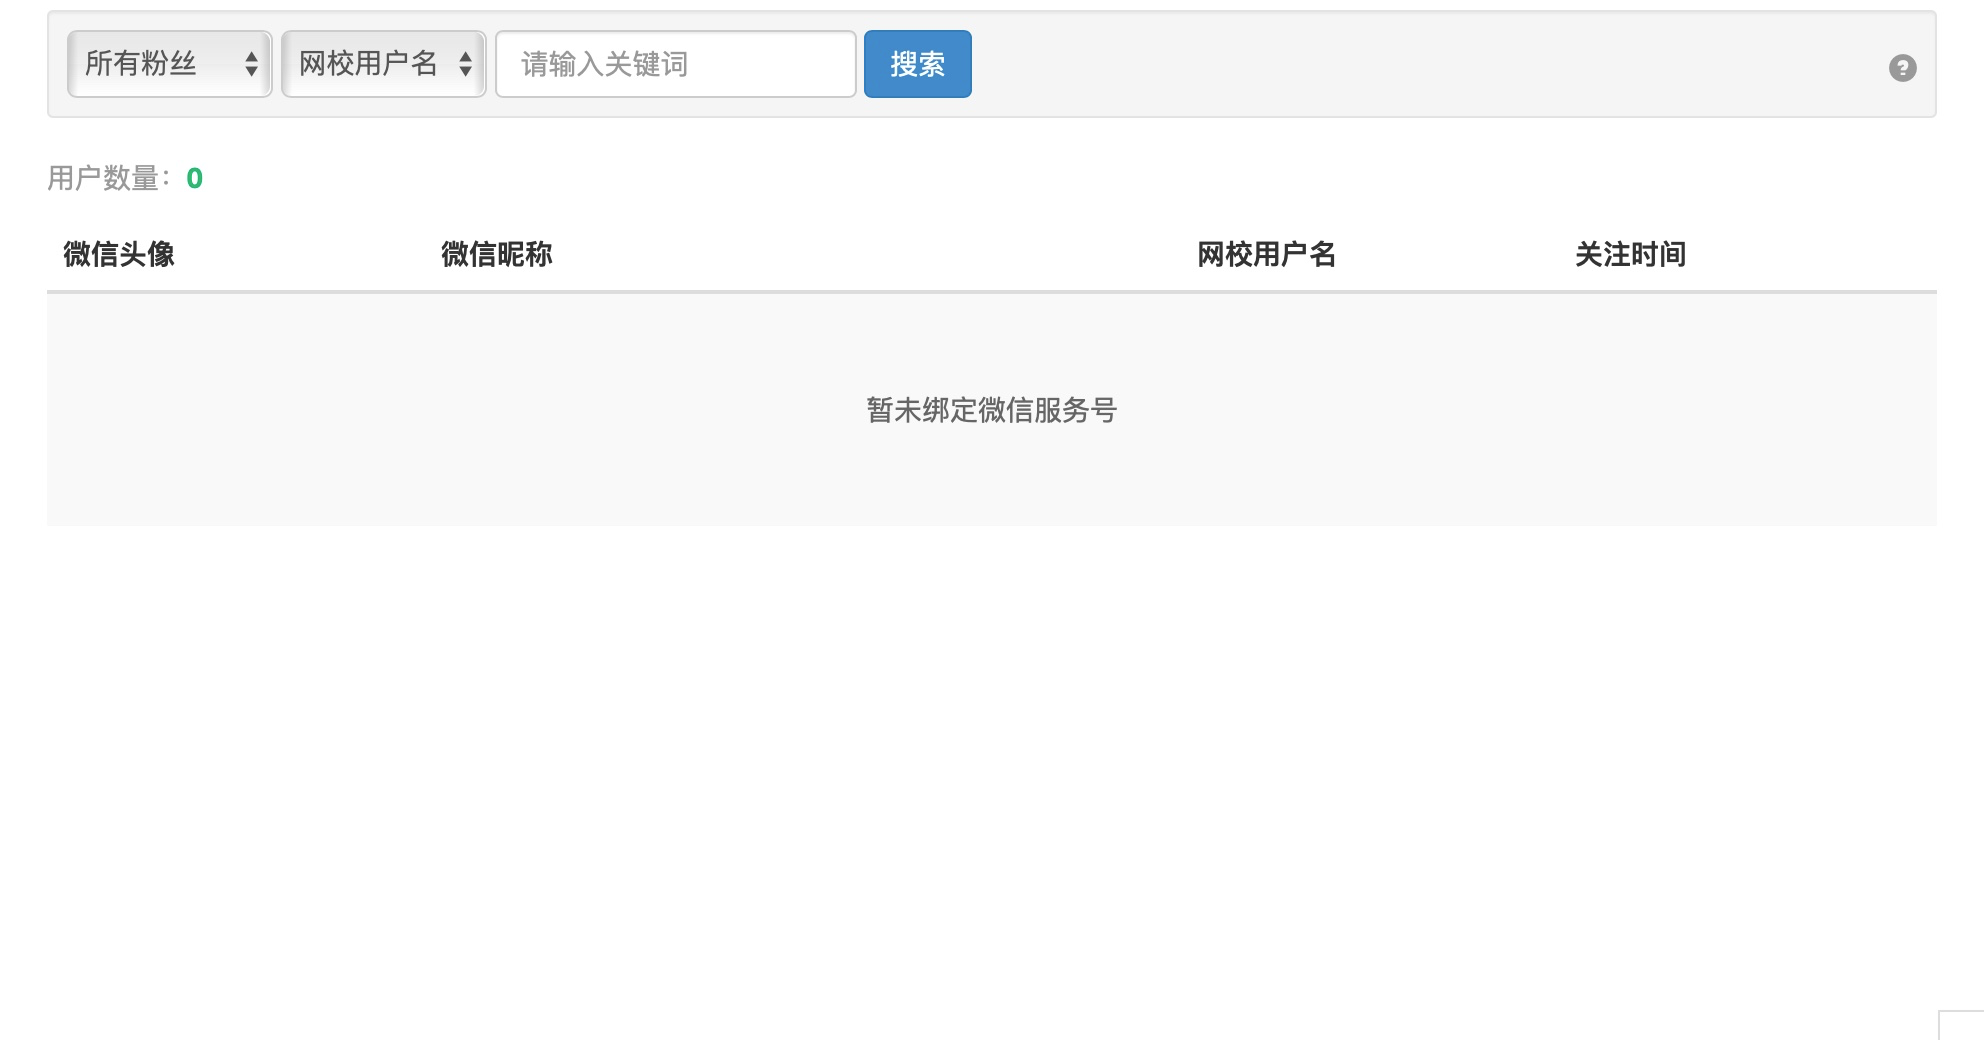 所有粉丝 网校用户名 请输入关键词 搜索 ?
用户数量：0
微信头像 微信昵称 网校用户名 关注时间
暂未绑定微信服务号